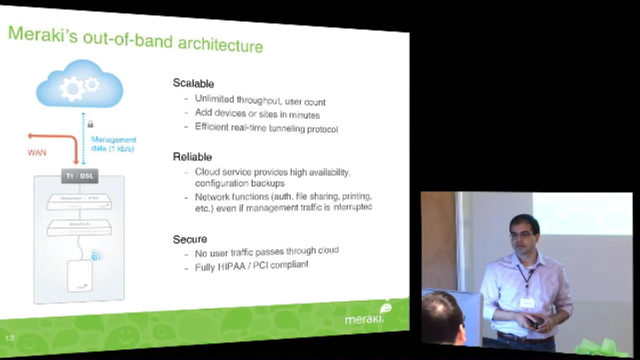 Meraki's out-of-band architecture
Scalable
- Unlimited throughput, user count
- Add devices or sites in minutes
- Efficient real-time tunneling protocol
Management
data (1 kb/s)
WAN
T1 / DSL
Reliable
- Cloud service provides high availability,
configuration backups
- Network functions (auth, file sharing, printing,
etc.) even if management traffic is interrupted
Secure
- No user traffic passes through cloud
- Fully HIPAA / PCI compliant
12
meraki